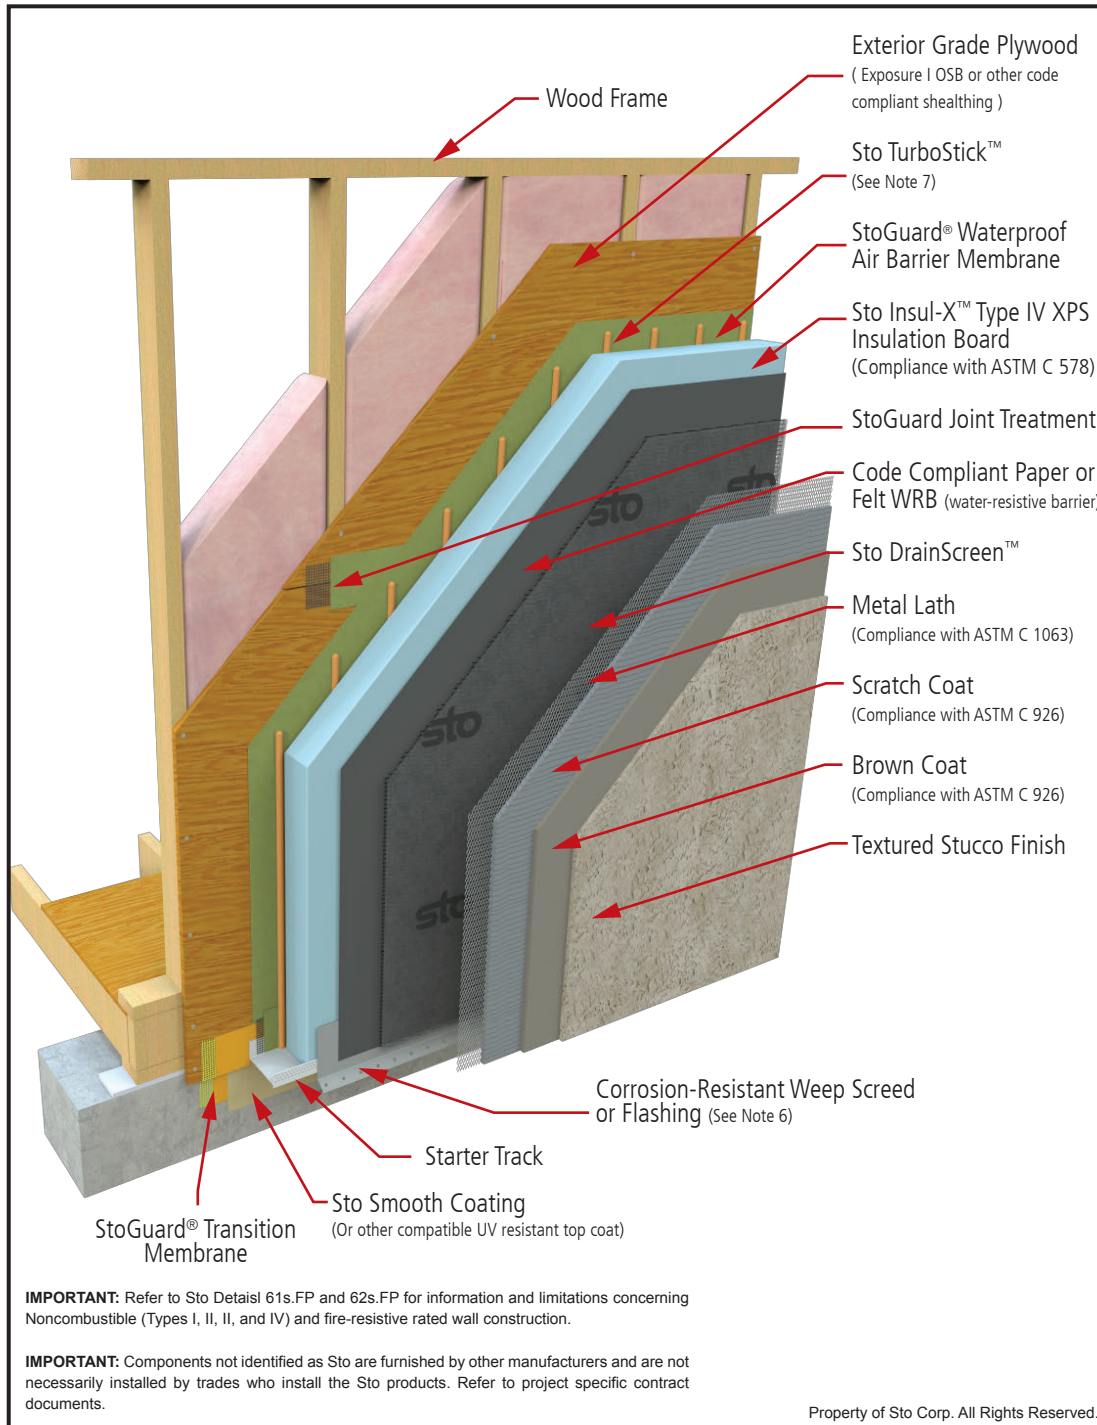 Exterior Grade Plywood
( Exposure I OSB or other code
compliant shealthing )
Wood Frame
Sto TurboStick™
(See Note 7)
StoGuard® Waterproof
Air Barrier Membrane
Sto Insul-X™ Type IV XPS
Insulation Board
(Compliance with ASTM C 578)
StoGuard Joint Treatment
Code Compliant Paper or
Felt WRB (water-resistive barrier)
Sto DrainScreen™
Metal Lath
(Compliance with ASTM C 1063)
Scratch Coat
(Compliance with ASTM C 926)
Brown Coat
(Compliance with ASTM C 926)
Textured Stucco Finish
sto
sto
sto
sto
Corrosion-Resistant Weep Screed
or Flashing (See Note 6)
Starter Track
Sto Smooth Coating
(Or other compatible UV resistant top coat)
StoGuard® Transition
Membrane
IMPORTANT: Refer to Sto Detaisl 61s.FP and 62s.FP for information and limitations concerning
Noncombustible (Types I, II, II, and IV) and fire-resistive rated wall construction.
IMPORTANT: Components not identified as Sto are furnished by other manufacturers and are not
necessarily installed by trades who install the Sto products. Refer to project specific contract
documents.
Property of Sto Corp. All Rights Reserved.